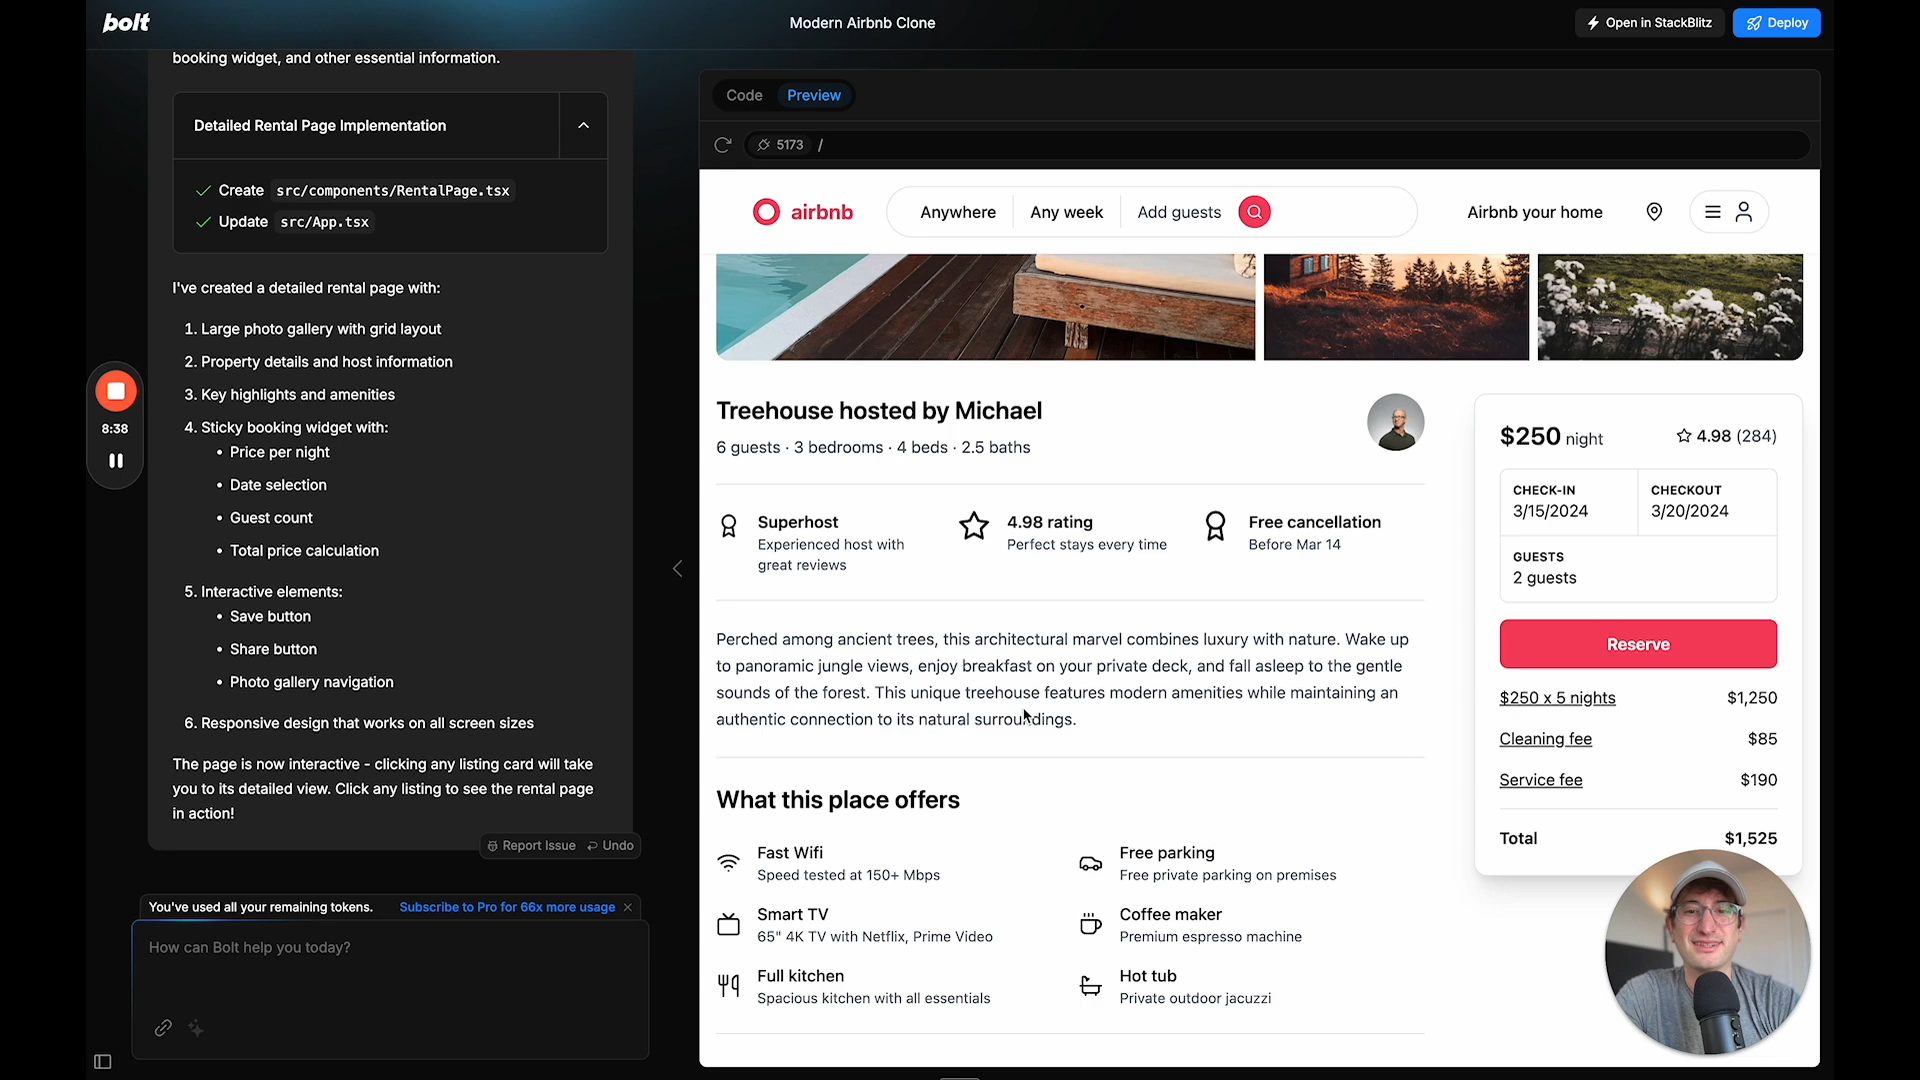 bolt
Modern Airbnb Clone
Open in StackBlitz
Deploy
booking widget, and other essential information.
Detailed Rental Page Implementation
Create src/components/RentalPage.tsx
Update src/App.tsx
I've created a detailed rental page with:
1. Large photo gallery with grid layout
2. Property details and host information
3. Key highlights and amenities
4. Sticky booking widget with:
• Price per night
• Date selection
• Guest count
• Total price calculation
5. Interactive elements:
• Save button
• Share button
• Photo gallery navigation
6. Responsive design that works on all screen sizes
The page is now interactive - clicking any listing card will take
you to its detailed view. Click any listing to see the rental page
in action!
Report Issue
Undo
You've used all your remaining tokens. Subscribe to Pro for 66x more usage
How can Bolt help you today?
8:38
Code
Preview
5173 /
airbnb
Anywhere
Any week
Add guests
Airbnb your home
Treehouse hosted by Michael
6 guests · 3 bedrooms · 4 beds · 2.5 baths
Superhost
Experienced host with
great reviews
4.98 rating
Perfect stays every time
Free cancellation
Before Mar 14
Perched among ancient trees, this architectural marvel combines luxury with nature. Wake up
to panoramic jungle views, enjoy breakfast on your private deck, and fall asleep to the gentle
sounds of the forest. This unique treehouse features modern amenities while maintaining an
authentic connection to its natural surroundings.
What this place offers
Fast Wifi
Speed tested at 150+ Mbps
Free parking
Free private parking on premises
Smart TV
65" 4K TV with Netflix, Prime Video
Coffee maker
Premium espresso machine
Full kitchen
Spacious kitchen with all essentials
Hot tub
Private outdoor jacuzzi
$250 night
4.98 (284)
CHECK-IN
3/15/2024
CHECKOUT
3/20/2024
GUESTS
2 guests
Reserve
$250 x 5 nights $1,250
Cleaning fee $85
Service fee $190
Total $1,525